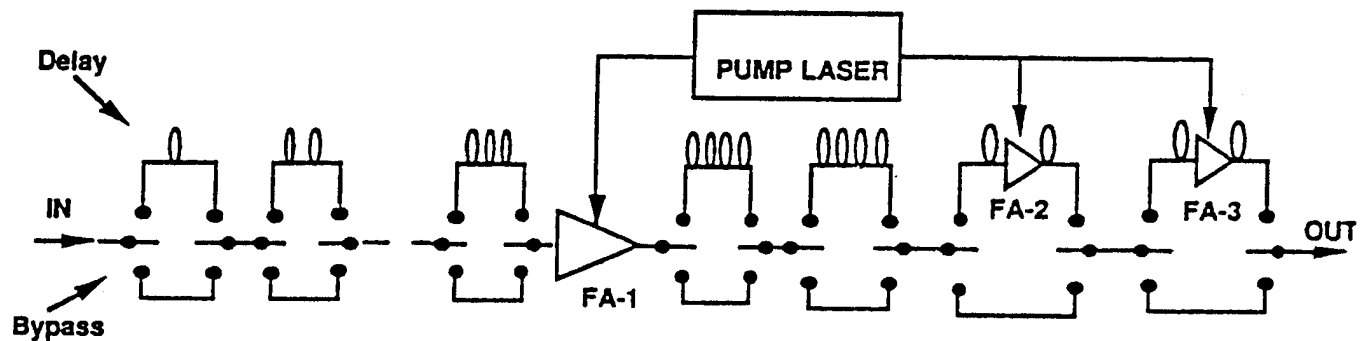 Delay
PUMP LASER
IN
FA-2
FA-3
OUT
FA-1
Bypass